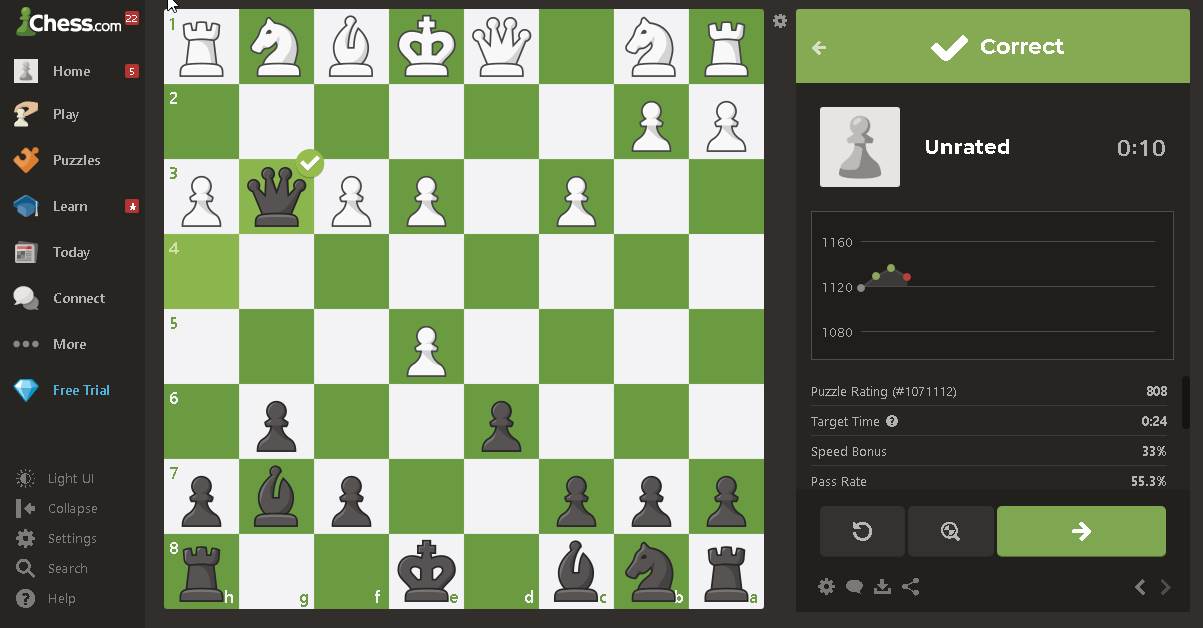 Chess.com 22
Home 5
Play
Puzzles
Learn
Today
Connect
More
Free Trial
Light UI
Collapse
Settings
Search
Help
1
2
3
4
5
6
7
8
h g f e d c b a
Correct
Unrated 0:10
1160
1120
1080
Puzzle Rating (#1071112) 808
Target Time ? 0:24
Speed Bonus 33%
Pass Rate 55.3%